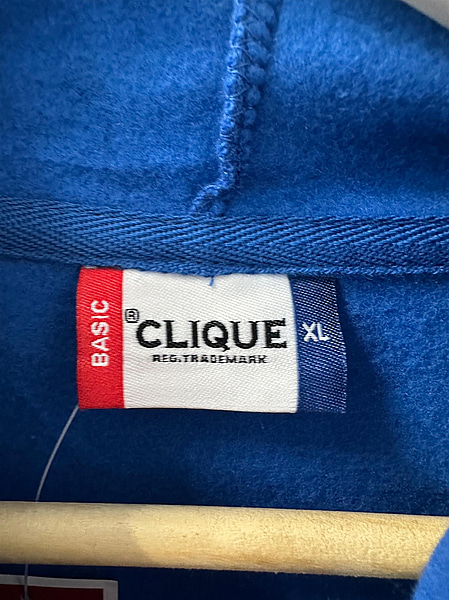 BASIC
® CLIQUE
REG.TRADEMARK
XL